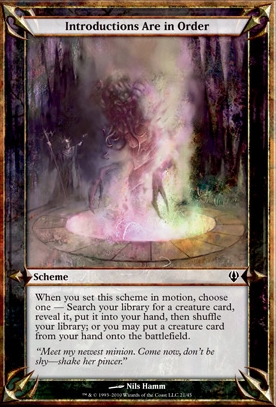 Introductions Are in Order
Scheme
When you set this scheme in motion, choose
one — Search your library for a creature card,
reveal it, put it into your hand, then shuffle
your library; or you may put a creature card
from your hand onto the battlefield.
“Meet my newest minion. Come now, don’t be
shy—shake her pincer.”
Nils Hamm
™ & © 1993–2010 Wizards of the Coast LLC 21/45